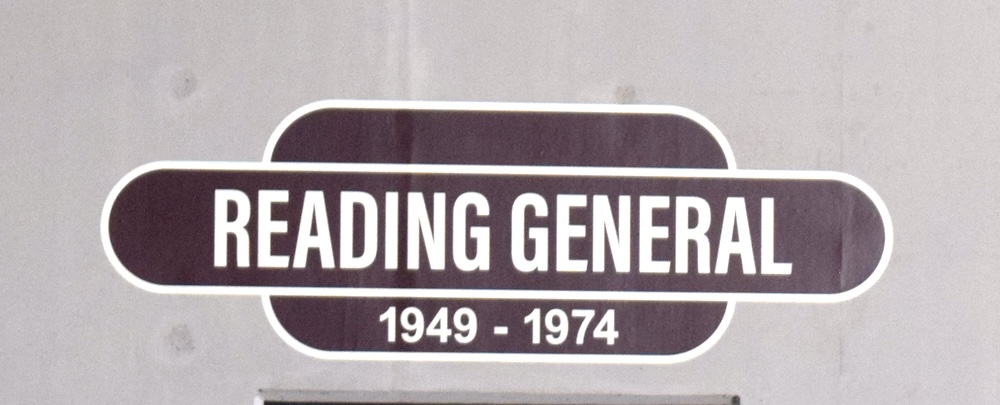 READING GENERAL
1949 - 1974